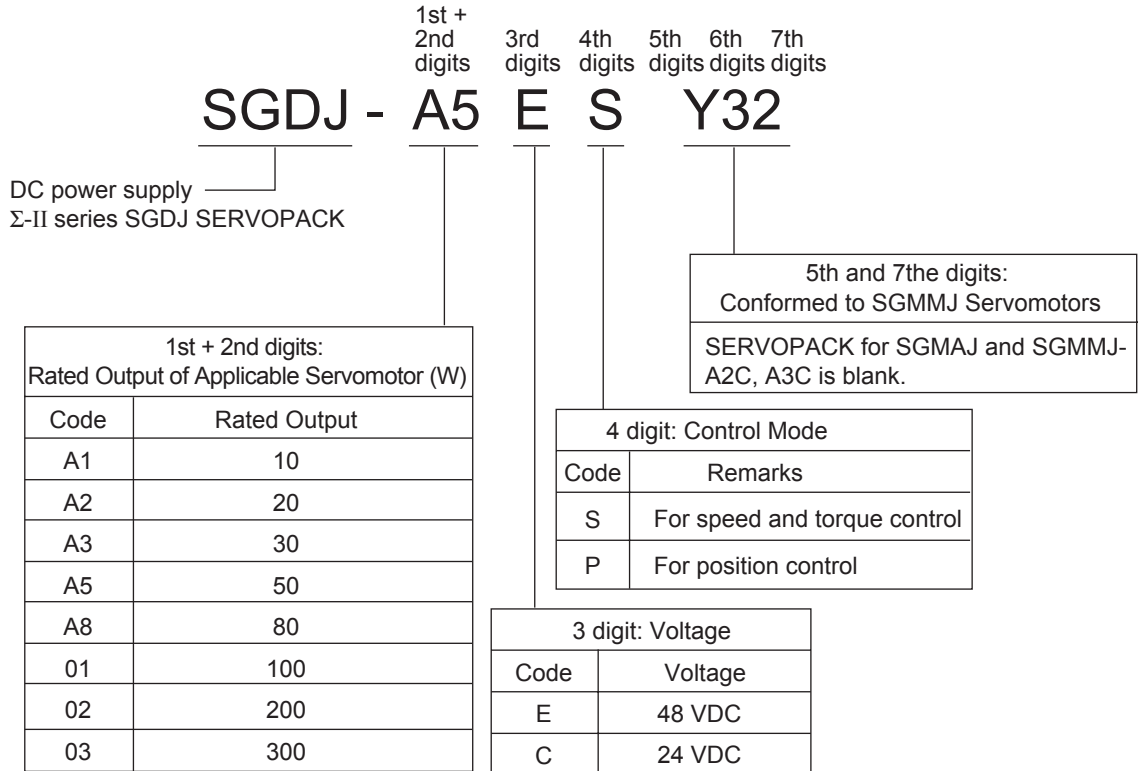 1st +
2nd
digits
3rd
digits
4th
digits
5th
digits
6th
digits
7th
digits
SGDJ - A5 E S Y32
DC power supply
Σ-II series SGDJ SERVOPACK
5th and 7the digits:
Conformed to SGMMJ Servomotors
SERVOPACK for SGMAJ and SGMMJ-
A2C, A3C is blank.
1st + 2nd digits:
Rated Output of Applicable Servomotor (W)
Code Rated Output
A1 10
A2 20
A3 30
A5 50
A8 80
01 100
02 200
03 300
4 digit: Control Mode
Code Remarks
S For speed and torque control
P For position control
3 digit: Voltage
Code Voltage
E 48 VDC
C 24 VDC